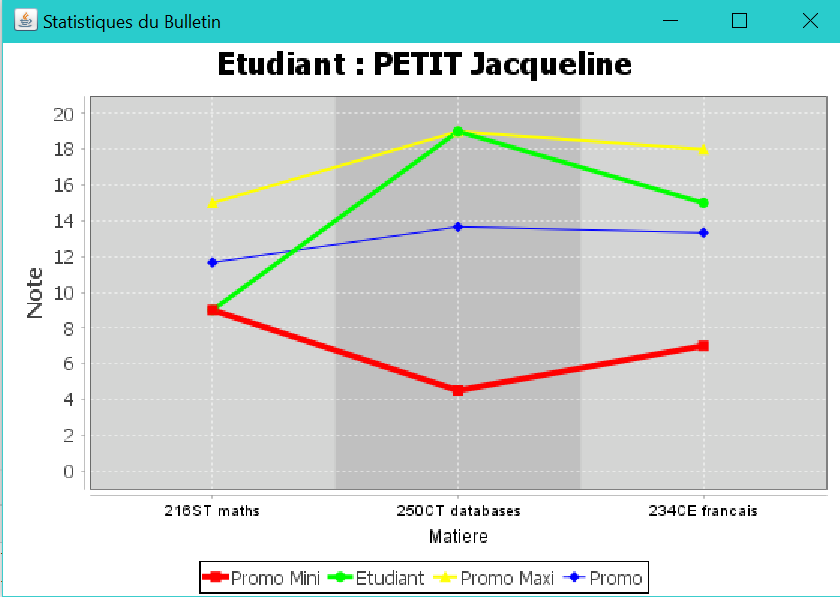 Statistiques du Bulletin
Etudiant : PETIT Jacqueline
20
18
16
14
12
10
8
6
4
2
0
Note
216ST maths 250CT databases 234CE francais
Matiere
Promo Mini Etudiant Promo Maxi Promo